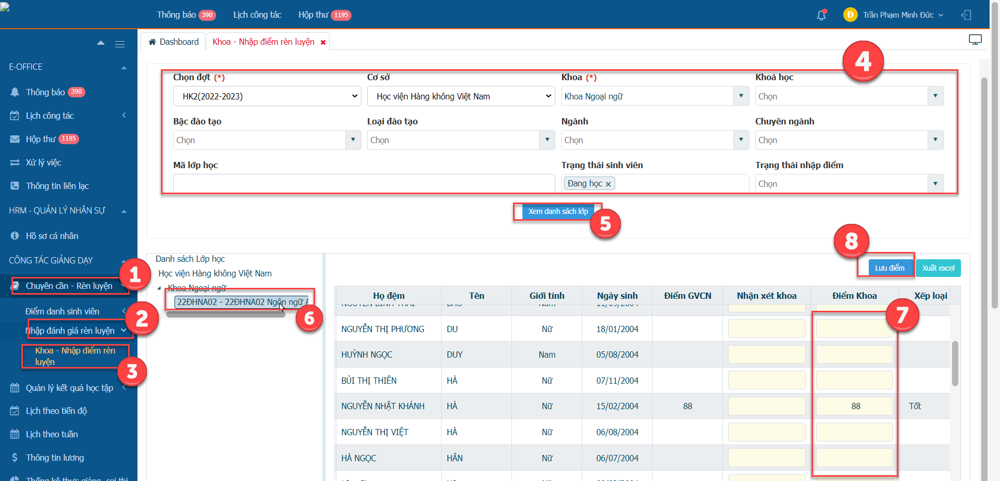 Thông báo 390 Lịch công tác Hộp thư 1195 Đ Trần Phạm Minh Đức
Dashboard Khoa - Nhập điểm rèn luyện
E-OFFICE
Thông báo 390
Lịch công tác
Hộp thư 1195
Xử lý việc
Thông tin liên lạc
HRM - QUẢN LÝ NHÂN SỰ
Hồ sơ cá nhân
CÔNG TÁC GIẢNG DẠY
Chuyên cần - Rèn luyện
1
Điểm danh sinh viên
2
Nhập đánh giá rèn luyện
Khoa - Nhập điểm rèn
luyện
3
Quản lý kết quả học tập
Lịch theo tiến độ
Lịch theo tuần
Thông tin lương
Thống kê thực giảng, coi thi
4
Chọn đợt (*) Cơ sở Khoa (*) Khoá học
HK2(2022-2023) Học viện Hàng không Việt Nam Khoa Ngoại ngữ Chọn
Bậc đào tạo Loại đào tạo Ngành Chuyên ngành
Chọn Chọn Chọn Chọn
Mã lớp học Trạng thái sinh viên Trạng thái nhập điểm
Đang học Chọn
Xem danh sách lớp
5
8
Lưu điểm Xuất excel
Danh sách Lớp học
Học viện Hàng không Việt Nam
Khoa Ngoại ngữ
22ĐHNA02 - 22ĐHNA02 Ngôn ngữ
6
7
Họ đệm Tên Giới tính Ngày sinh Điểm GVCN Nhận xét khoa Điểm Khoa Xếp loại
NGUYỄN THỊ PHƯƠNG DU Nữ 18/01/2004
HUỲNH NGỌC DUY Nam 05/08/2004
BÙI THỊ THIÊN HÀ Nữ 07/11/2004
NGUYỄN NHẬT KHÁNH HÀ Nữ 15/02/2004 88 88 Tốt
NGUYỄN THỊ VIỆT HÀ Nữ 06/08/2004
HÀ NGỌC HÂN Nữ 06/07/2004